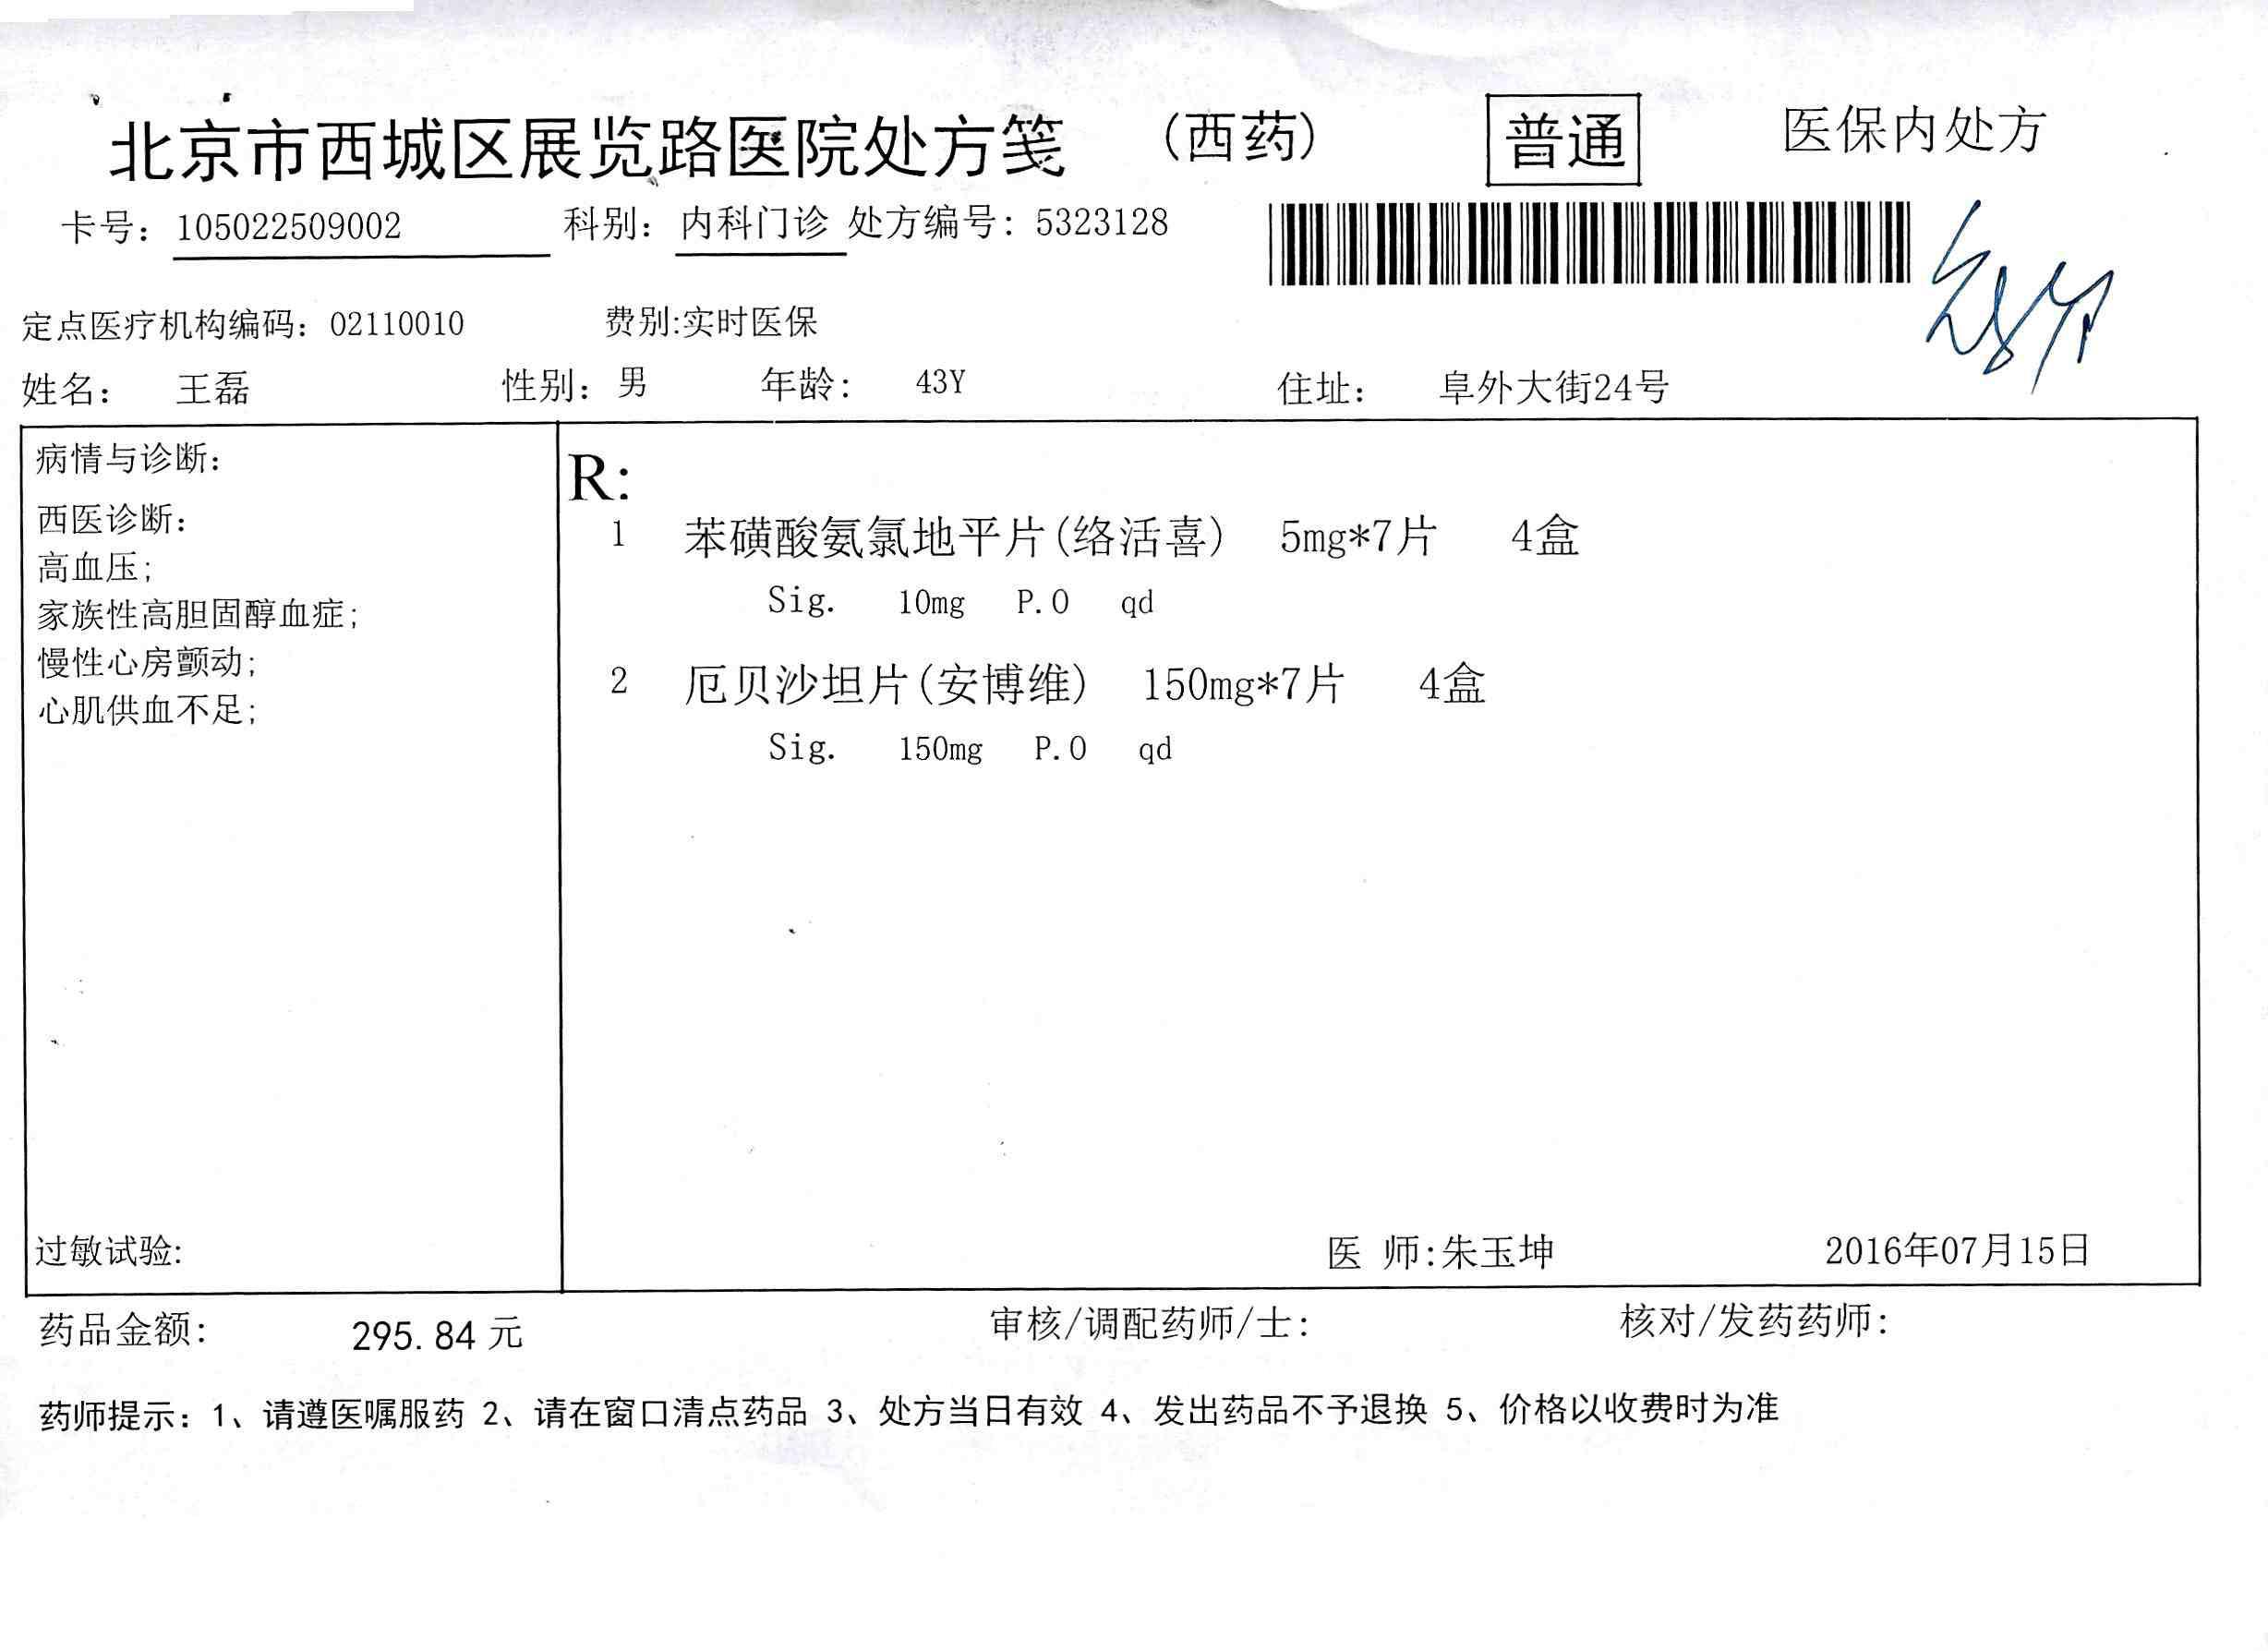 北京市西城区展览路医院处方笺 (西药) 普通 医保内处方
卡号: 105022509002 科别: 内科门诊 处方编号: 5323128
定点医疗机构编码: 02110010 费别:实时医保
姓名: 王磊 性别: 男 年龄: 43Y 住址: 阜外大街24号
病情与诊断:
西医诊断:
高血压;
家族性高胆固醇血症;
慢性心房颤动;
心肌供血不足;
过敏试验:
R:
1 苯磺酸氨氯地平片(络活喜) 5mg*7片 4盒
Sig. 10mg P.O qd
2 厄贝沙坦片(安博维) 150mg*7片 4盒
Sig. 150mg P.O qd
医 师:朱玉坤 2016年07月15日
药品金额: 295.84 元 审核/调配药师/士: 核对/发药药师:
药师提示: 1、请遵医嘱服药 2、请在窗口清点药品 3、处方当日有效 4、发出药品不予退换 5、价格以收费时为准